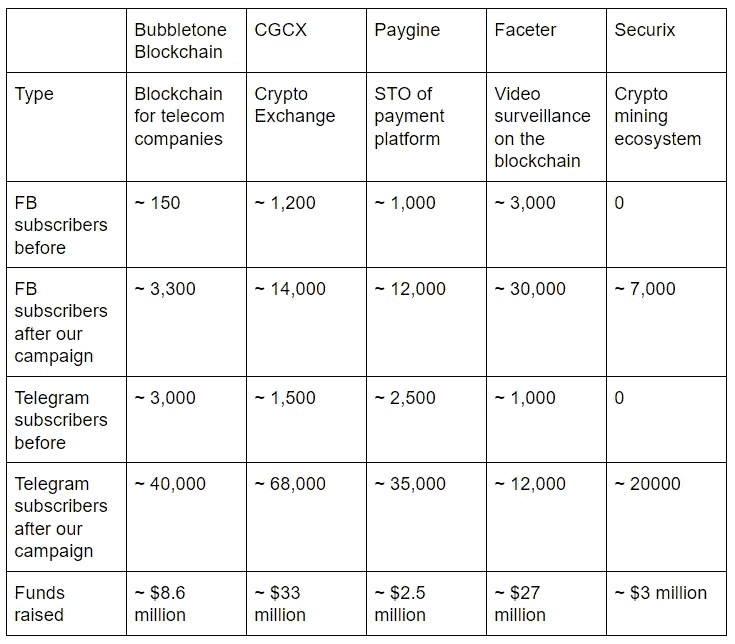 Bubbletone Blockchain CGCX Paygine Faceter Securix
Type Blockchain for telecom companies Crypto Exchange STO of payment platform Video surveillance on the blockchain Crypto mining ecosystem
FB subscribers before ~ 150 ~ 1,200 ~ 1,000 ~ 3,000 0
FB subscribers after our campaign ~ 3,300 ~ 14,000 ~ 12,000 ~ 30,000 ~ 7,000
Telegram subscribers before ~ 3,000 ~ 1,500 ~ 2,500 ~ 1,000 0
Telegram subscribers after our campaign ~ 40,000 ~ 68,000 ~ 35,000 ~ 12,000 ~ 20000
Funds raised ~ $8.6 million ~ $33 million ~ $2.5 million ~ $27 million ~ $3 million